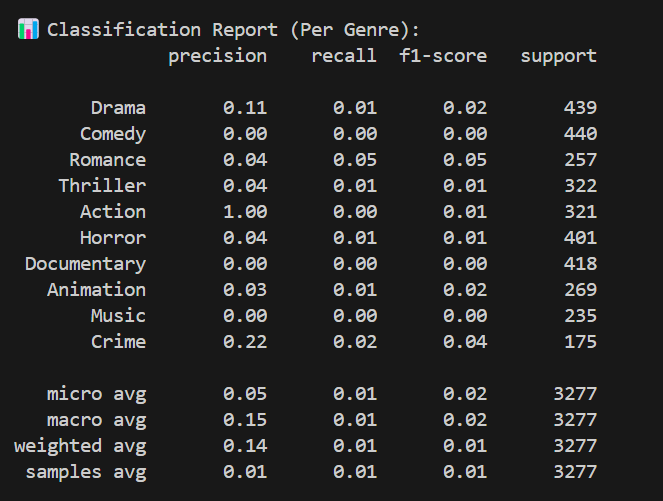 📊 Classification Report (Per Genre):
precision recall f1-score support
Drama 0.11 0.01 0.02 439
Comedy 0.00 0.00 0.00 440
Romance 0.04 0.05 0.05 257
Thriller 0.04 0.01 0.01 322
Action 1.00 0.00 0.01 321
Horror 0.04 0.01 0.01 401
Documentary 0.00 0.00 0.00 418
Animation 0.03 0.01 0.02 269
Music 0.00 0.00 0.00 235
Crime 0.22 0.02 0.04 175
micro avg 0.05 0.01 0.02 3277
macro avg 0.15 0.01 0.02 3277
weighted avg 0.14 0.01 0.01 3277
samples avg 0.01 0.01 0.01 3277